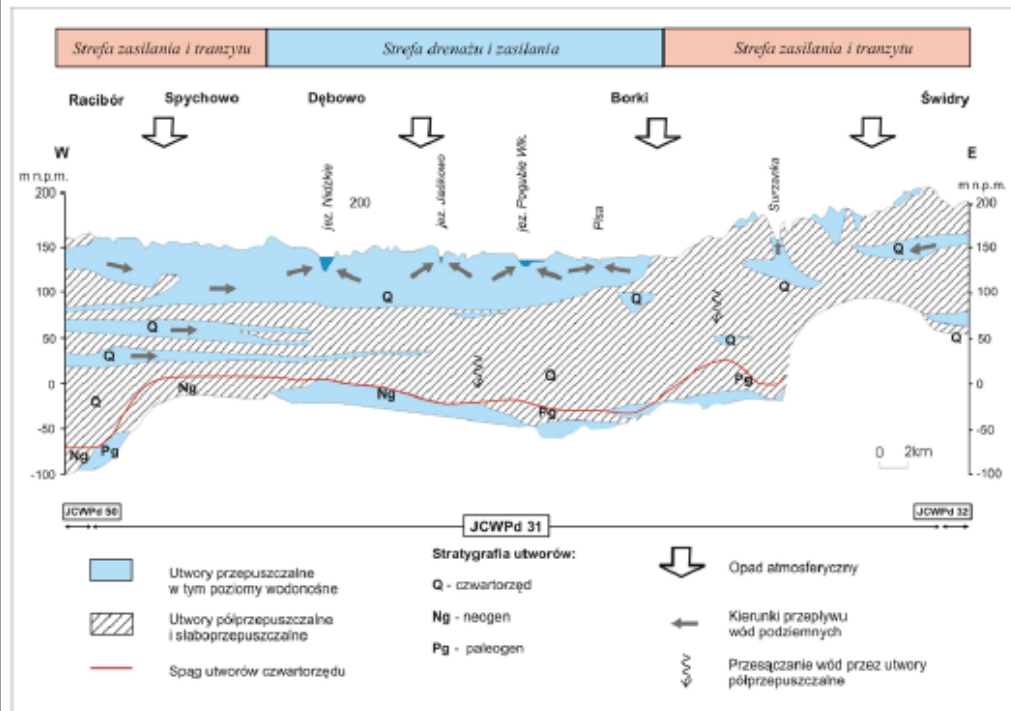 Strefa zasilania i tranzytu
Strefa drenażu i zasilania
Strefa zasilania i tranzytu
Racibór
Spychowo
Dębowo
Borki
Świdry
W
E
m n.p.m.
m n.p.m.
jez. Nidzkie
200
jez. Jaśkowo
jez. Pogubie Wlk.
Pisa
200
150
100
50
0
-50
-100
200
150
100
50
0
-50
-100
Q
Q
Q
Q
Q
Q
Q
Q
Q
Q
Ng
Ng
Ng
Pg
Pg
Pg
0 2km
JCWPd 50
JCWPd 31
JCWPd 32
Utwory przepuszczalne
w tym poziomy wodonośne
Utwory półprzepuszczalne
i słaboprzepuszczalne
Spąg utworów czwartorzędu
Stratygrafia utworów:
Q - czwartorzęd
Ng - neogen
Pg - paleogen
Opad atmosferyczny
Kierunki przepływu
wód podziemnych
Przesączanie wód przez utwory
półprzepuszczalne